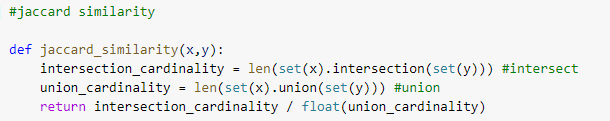 #jaccard similarity
def jaccard_similarity(x,y):
    intersection_cardinality = len(set(x).intersection(set(y))) #intersect
    union_cardinality = len(set(x).union(set(y))) #union
    return intersection_cardinality / float(union_cardinality)